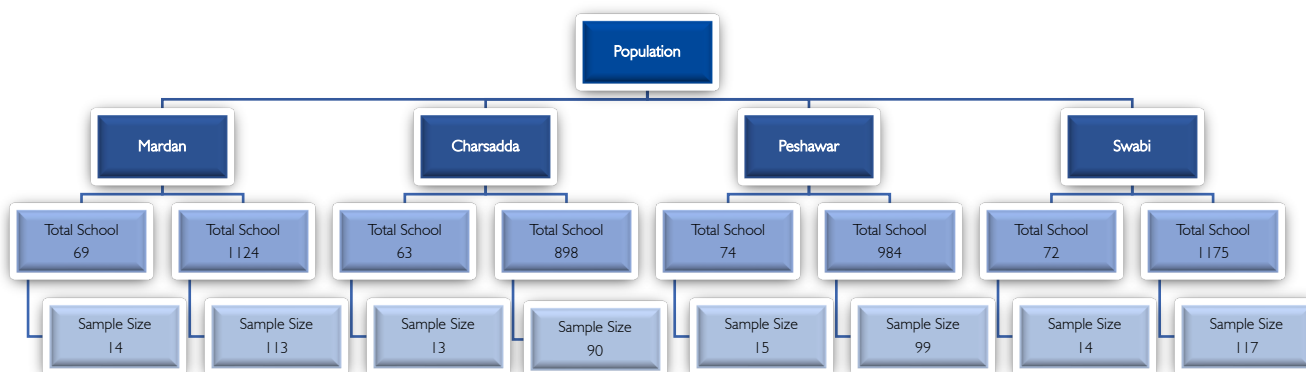 Population
Mardan
Charsadda
Peshawar
Swabi
Total School
69
Total School
1124
Total School
63
Total School
898
Total School
74
Total School
984
Total School
72
Total School
1175
Sample Size
14
Sample Size
113
Sample Size
13
Sample Size
90
Sample Size
15
Sample Size
99
Sample Size
14
Sample Size
117